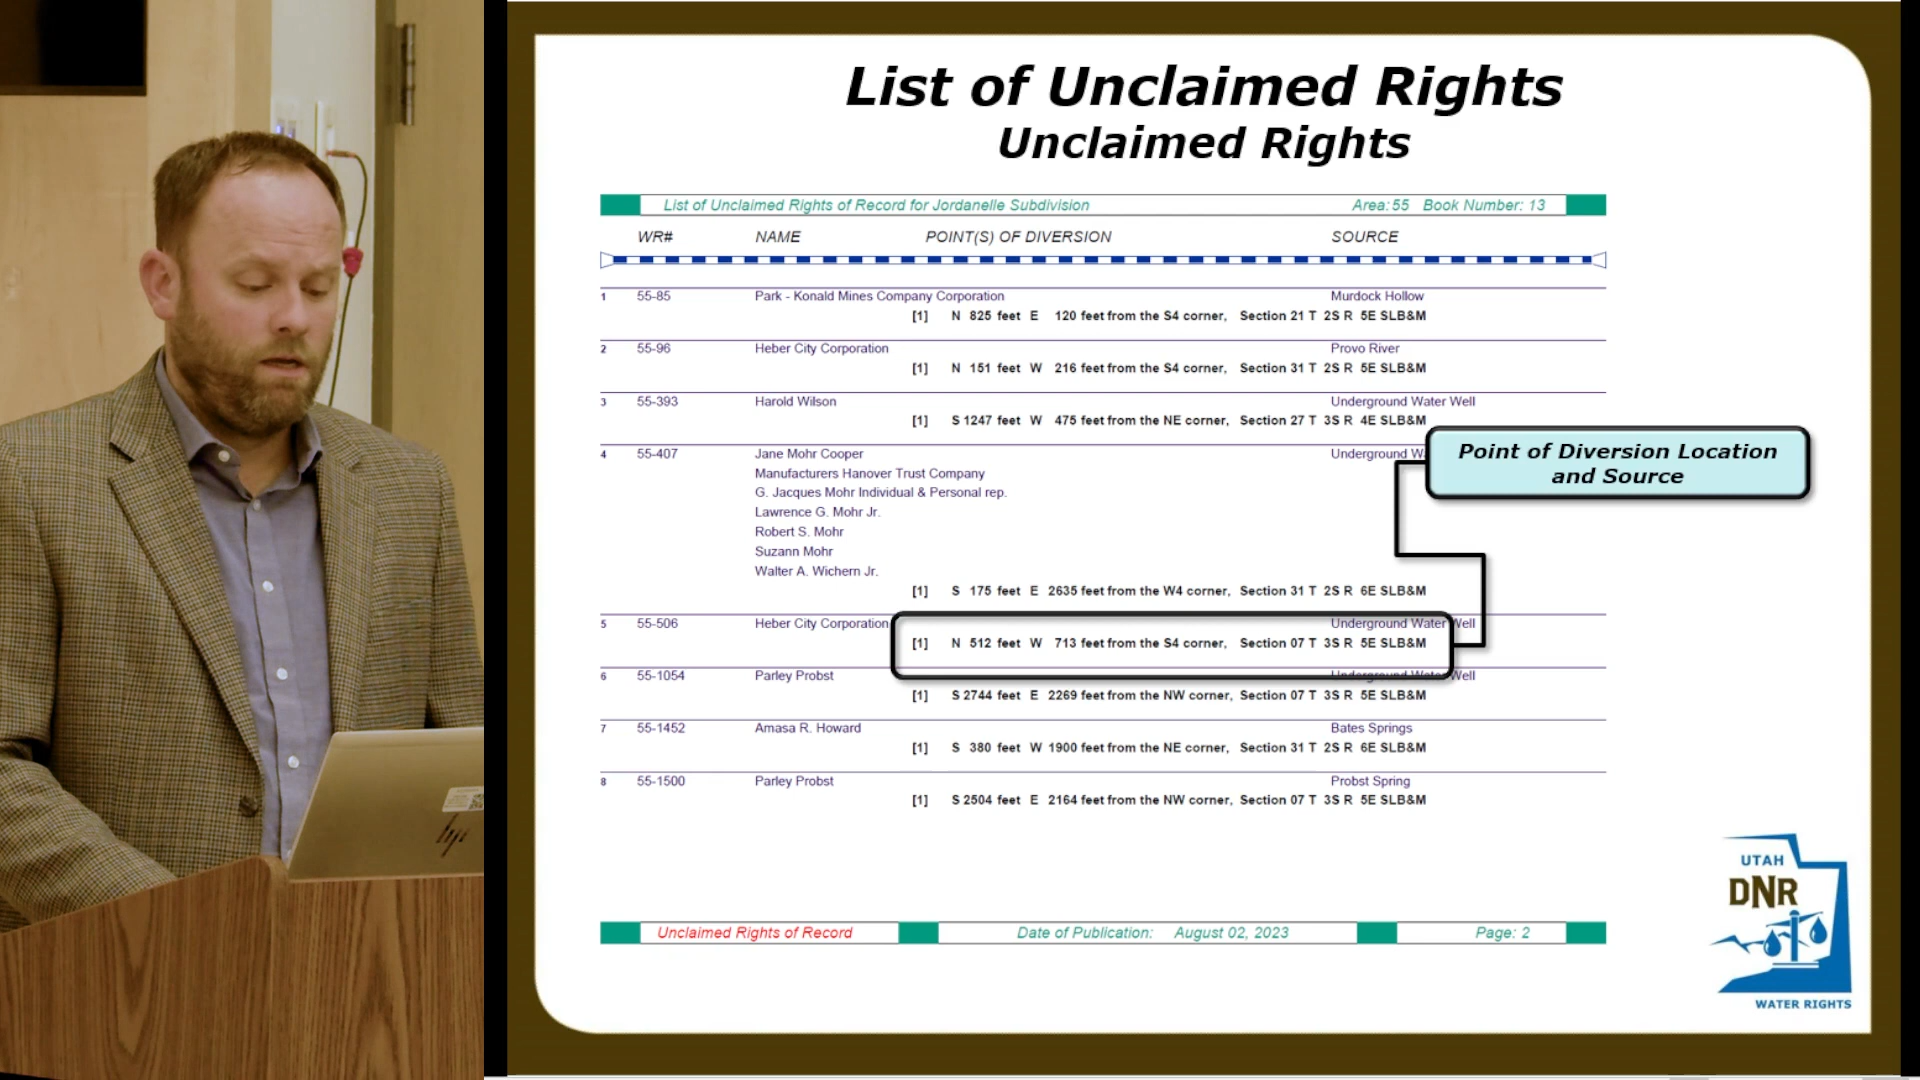 List of Unclaimed Rights
Unclaimed Rights
List of Unclaimed Rights of Record for Jordanelle Subdivision Area: 55 Book Number: 13
WR# NAME POINT(S) OF DIVERSION SOURCE
1 55-85 Park - Konald Mines Company Corporation Murdock Hollow
[1] N 825 feet E 120 feet from the S4 corner, Section 21 T 2S R 5E SLB&M
2 55-96 Heber City Corporation Provo River
[1] N 151 feet W 216 feet from the S4 corner, Section 31 T 2S R 5E SLB&M
3 55-393 Harold Wilson Underground Water Well
[1] S 1247 feet W 475 feet from the NE corner, Section 27 T 3S R 4E SLB&M
4 55-407 Jane Mohr Cooper Underground
Point of Diversion Location
and Source
Manufacturers Hanover Trust Company
G. Jacques Mohr Individual & Personal rep.
Lawrence G. Mohr Jr.
Robert S. Mohr
Suzann Mohr
Walter A. Wichern Jr.
[1] S 175 feet E 2635 feet from the W4 corner, Section 31 T 2S R 6E SLB&M
5 55-506 Heber City Corporation Underground Water Well
[1] N 512 feet W 713 feet from the S4 corner, Section 07 T 3S R 5E SLB&M
6 55-1054 Parley Probst Underground Water Well
[1] S 2744 feet E 2269 feet from the NW corner, Section 07 T 3S R 5E SLB&M
7 55-1452 Amasa R. Howard Bates Springs
[1] S 380 feet W 1900 feet from the NE corner, Section 31 T 2S R 6E SLB&M
8 55-1500 Parley Probst Probst Spring
[1] S 2504 feet E 2164 feet from the NW corner, Section 07 T 3S R 5E SLB&M
Unclaimed Rights of Record Date of Publication: August 02, 2023 Page: 2
UTAH
DNR
WATER RIGHTS
hp